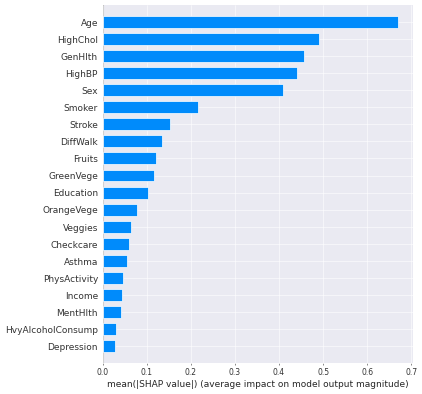 Age
HighChol
GenHlth
HighBP
Sex
Smoker
Stroke
DiffWalk
Fruits
GreenVege
Education
OrangeVege
Veggies
Checkcare
Asthma
PhysActivity
Income
MentHlth
HvyAlcoholConsump
Depression
0.0 0.1 0.2 0.3 0.4 0.5 0.6 0.7
mean(|SHAP value|) (average impact on model output magnitude)